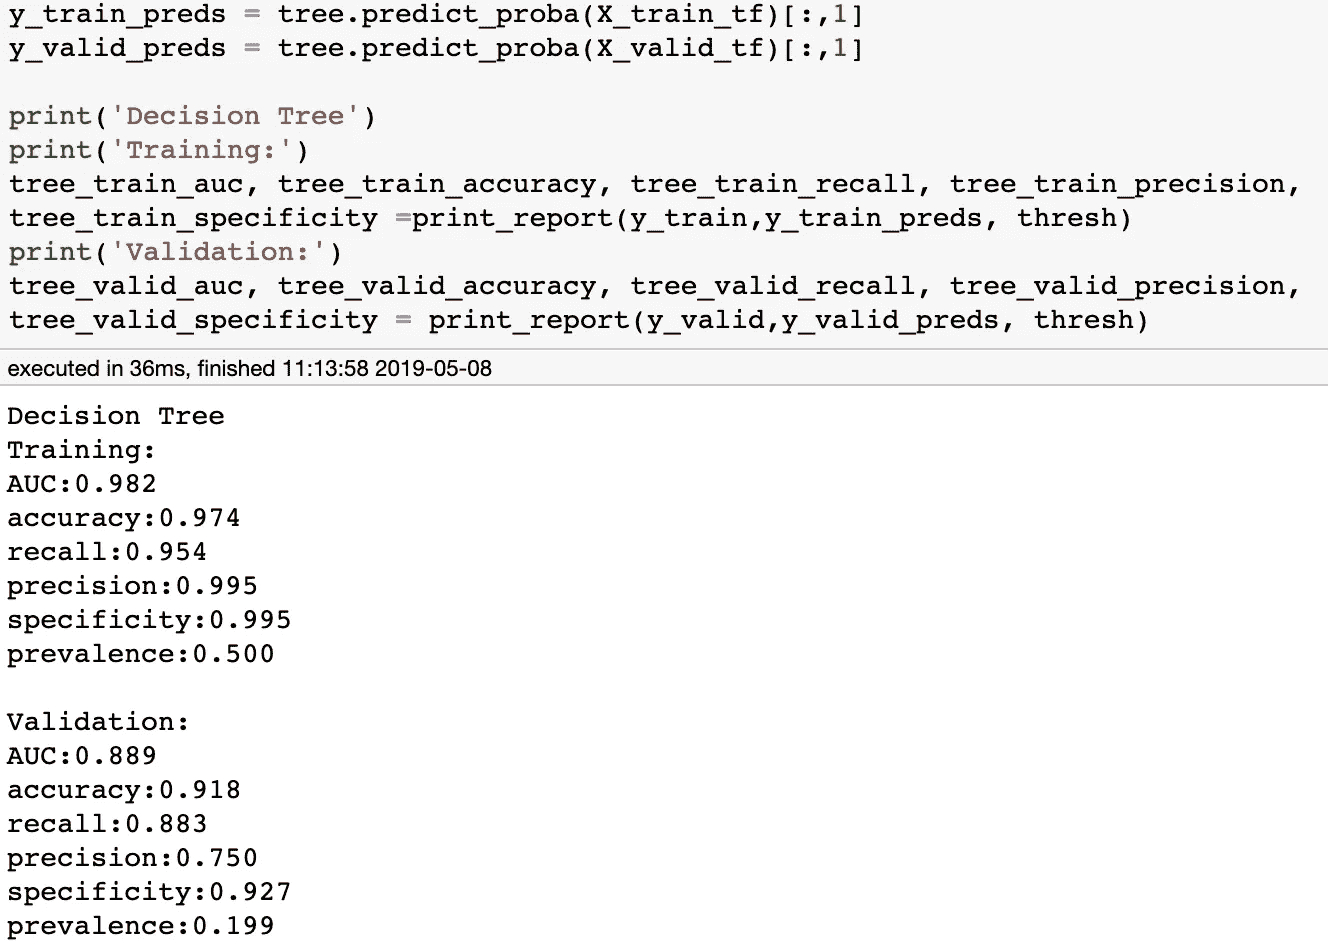 y_train_preds = tree.predict_proba(X_train_tf)[:,1]
y_valid_preds = tree.predict_proba(X_valid_tf)[:,1]
print('Decision Tree')
print('Training:')
tree_train_auc, tree_train_accuracy, tree_train_recall, tree_train_precision,
tree_train_specificity =print_report(y_train,y_train_preds, thresh)
print('Validation:')
tree_valid_auc, tree_valid_accuracy, tree_valid_recall, tree_valid_precision,
tree_valid_specificity = print_report(y_valid,y_valid_preds, thresh)
executed in 36ms, finished 11:13:58 2019-05-08
Decision Tree
Training:
AUC:0.982
accuracy:0.974
recall:0.954
precision:0.995
specificity:0.995
prevalence:0.500
Validation:
AUC:0.889
accuracy:0.918
recall:0.883
precision:0.750
specificity:0.927
prevalence:0.199